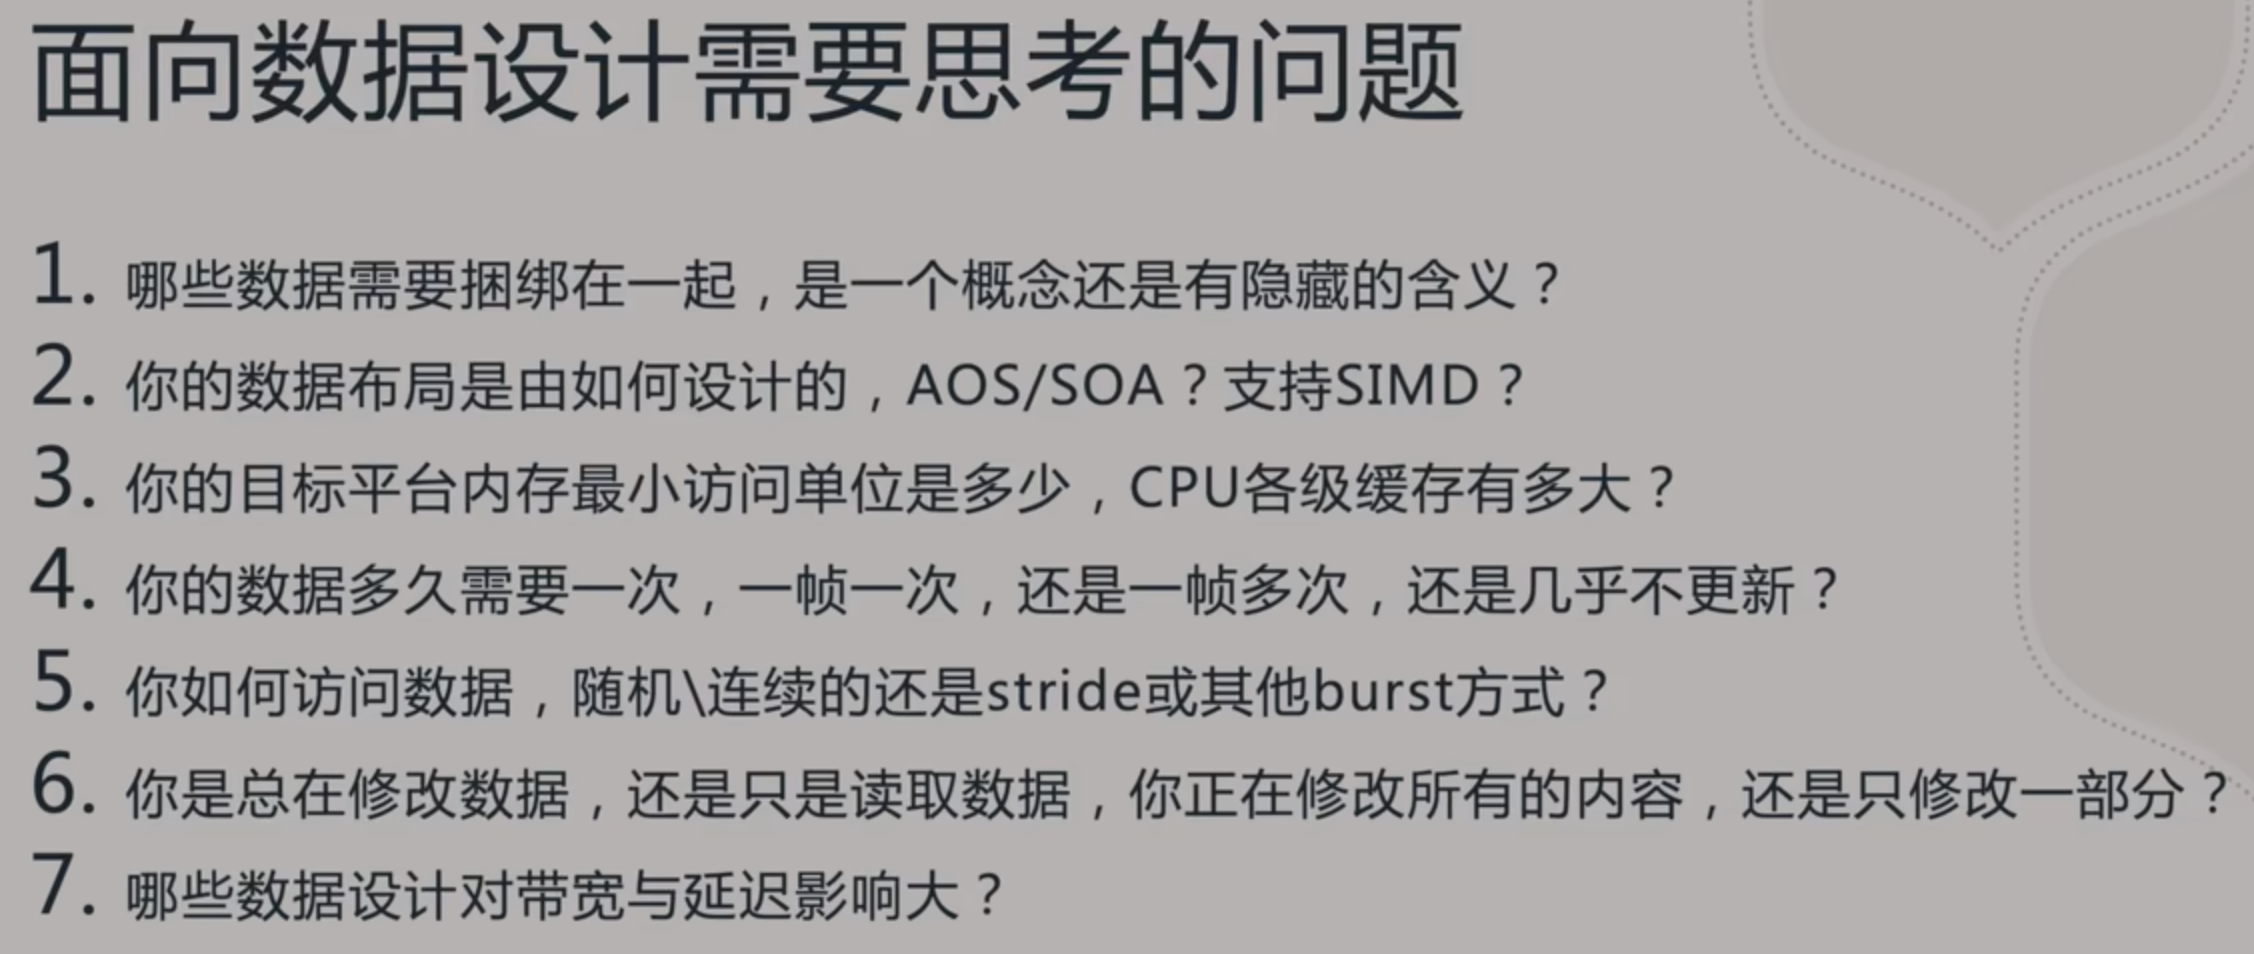 面向数据设计需要思考的问题
1. 哪些数据需要捆绑在一起，是一个概念还是有隐藏的含义？
2. 你的数据布局是由如何设计的，AOS/SOA？支持SIMD？
3. 你的目标平台内存最小访问单位是多少，CPU各级缓存有多大？
4. 你的数据多久需要一次，一帧一次，还是一帧多次，还是几乎不更新？
5. 你如何访问数据，随机\连续的还是stride或其他burst方式？
6. 你是总在修改数据，还是只是读取数据，你正在修改所有的内容，还是只修改一部分？
7. 哪些数据设计对带宽与延迟影响大？